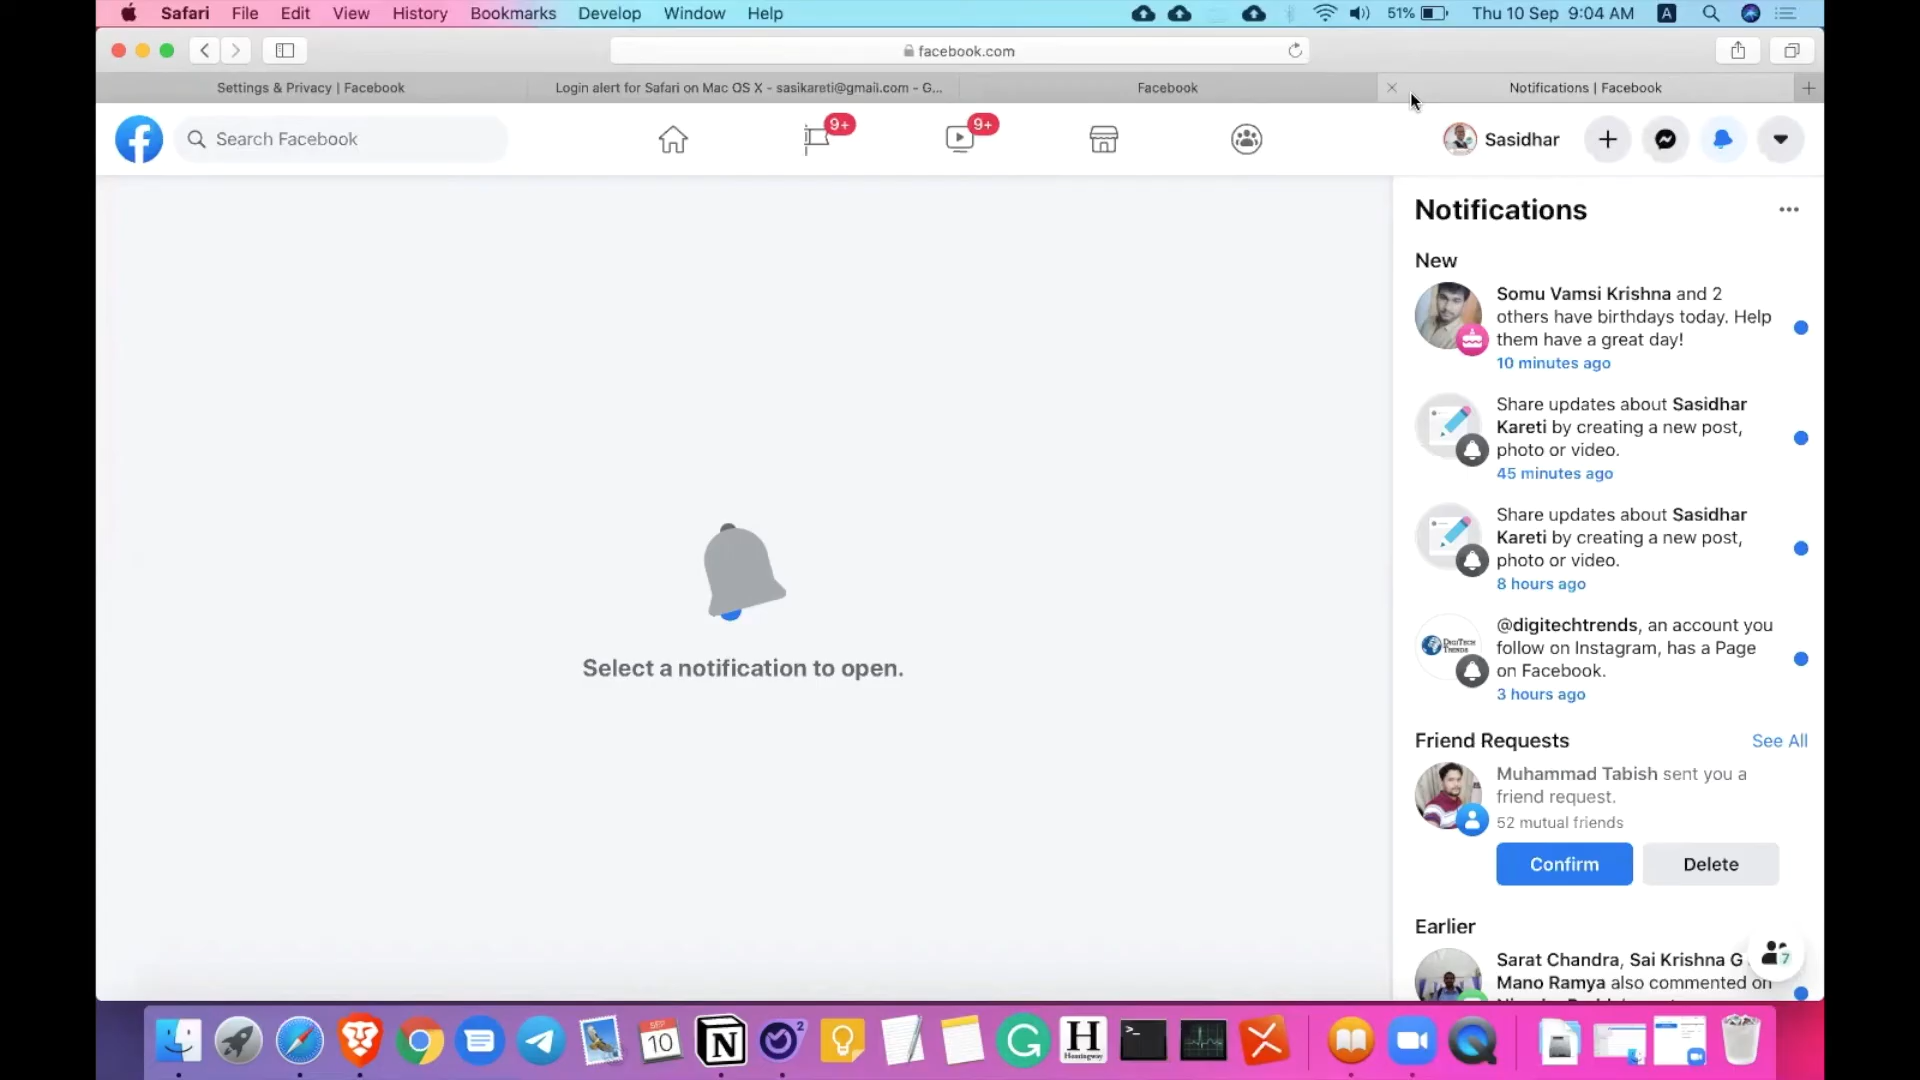 Safari File Edit View History Bookmarks Develop Window Help
51% Thu 10 Sep 9:04 AM A
facebook.com
Settings & Privacy | Facebook
Login alert for Safari on Mac OS X - sasikareti@gmail.com - G...
Facebook
Notifications | Facebook
Search Facebook
9+
9+
Sasidhar
Notifications
New
Somu Vamsi Krishna and 2
others have birthdays today. Help
them have a great day!
10 minutes ago
Share updates about Sasidhar
Kareti by creating a new post,
photo or video.
45 minutes ago
Share updates about Sasidhar
Kareti by creating a new post,
photo or video.
8 hours ago
DIGITECH
TRENDS
@digitechtrends, an account you
follow on Instagram, has a Page
on Facebook.
3 hours ago
Select a notification to open.
Friend Requests See All
Muhammad Tabish sent you a
friend request.
52 mutual friends
Confirm Delete
Earlier
Sarat Chandra, Sai Krishna G
Mano Ramya also commented on
7
SEP
10
N
2
H
Hemingway